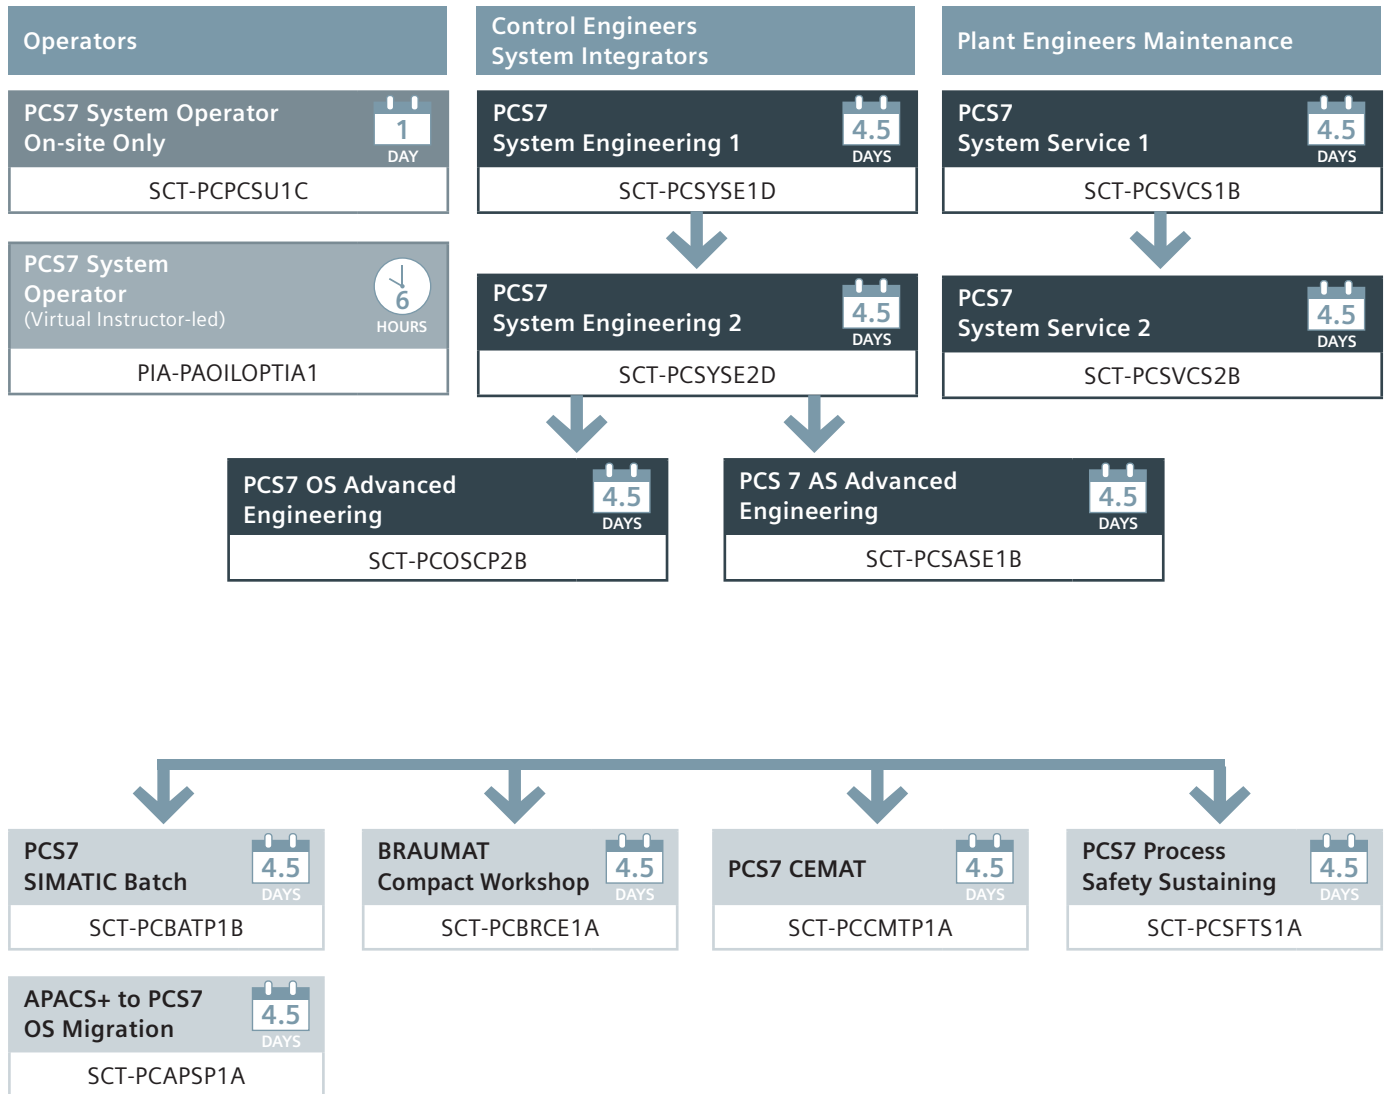 Operators
Control Engineers
System Integrators
Plant Engineers Maintenance
PCS7 System Operator
On-site Only
1
DAY
SCT-PCPCSU1C
PCS7
System Engineering 1
4.5
DAYS
SCT-PCSYSE1D
PCS7
System Service 1
4.5
DAYS
SCT-PCSVCS1B
PCS7 System
Operator
(Virtual Instructor-led)
6
HOURS
PIA-PAOILOPTIA1
PCS7
System Engineering 2
4.5
DAYS
SCT-PCSYSE2D
PCS7
System Service 2
4.5
DAYS
SCT-PCSVCS2B
PCS7 OS Advanced
Engineering
4.5
DAYS
SCT-PCOSCP2B
PCS 7 AS Advanced
Engineering
4.5
DAYS
SCT-PCSASE1B
PCS7
SIMATIC Batch
4.5
DAYS
SCT-PCBATP1B
BRAUMAT
Compact Workshop
4.5
DAYS
SCT-PCBRCE1A
PCS7 CEMAT
4.5
DAYS
SCT-PCCMTP1A
PCS7 Process
Safety Sustaining
4.5
DAYS
SCT-PCSFTS1A
APACS+ to PCS7
OS Migration
4.5
DAYS
SCT-PCAPSP1A